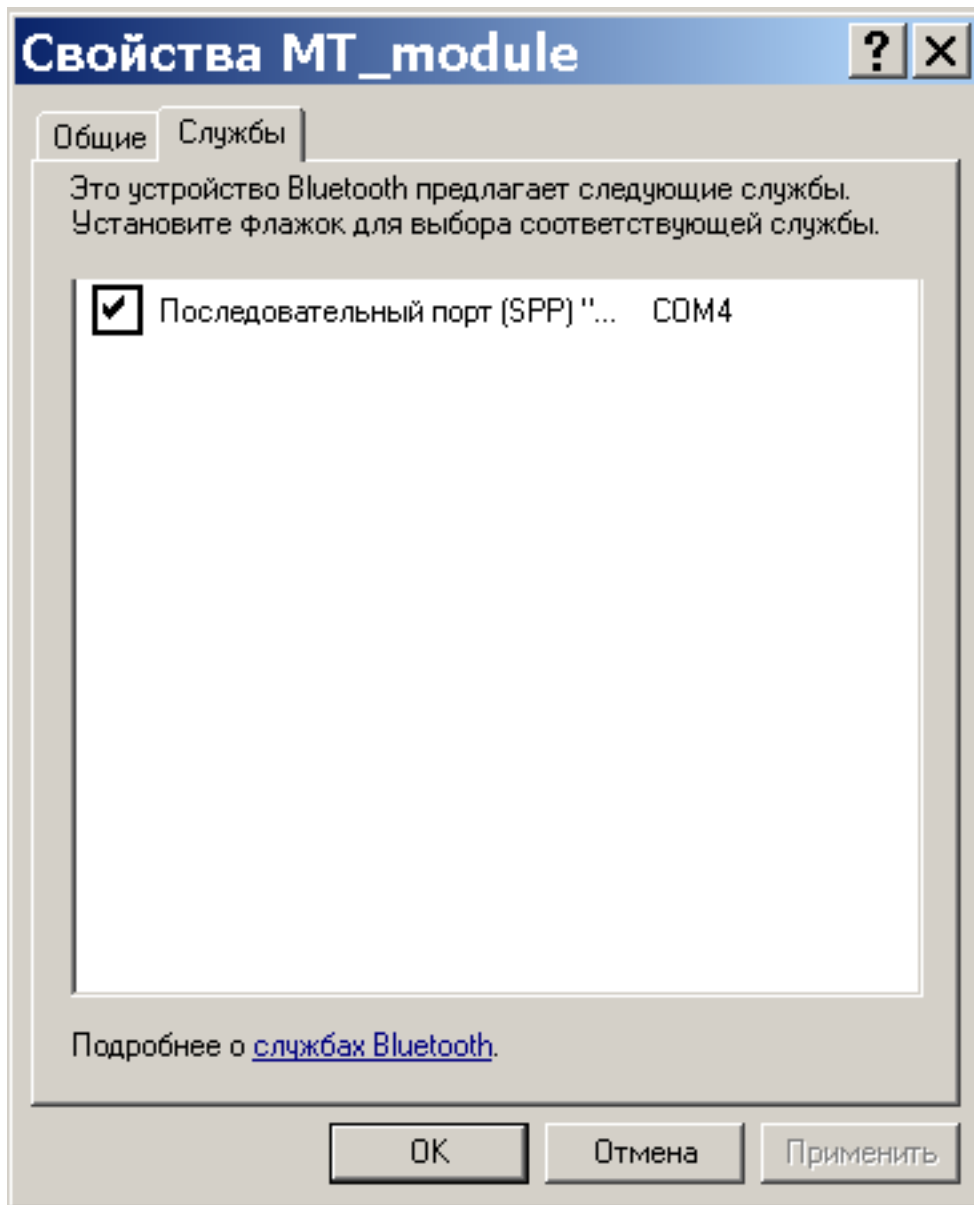 Свойства MT_module
Общие
Службы
Это устройство Bluetooth предлагает следующие службы.
Установите флажок для выбора соответствующей службы.
Последовательный порт (SPP) "... COM4
Подробнее о службах Bluetooth.
OK
Отмена
Применить